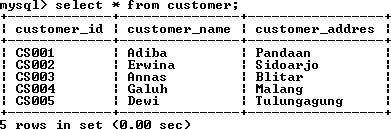 mysql> select * from customer;
+-------------+---------------+-----------------+
| customer_id | customer_name | customer_addres |
+-------------+---------------+-----------------+
| CS001       | Adiba         | Pandaan         |
| CS002       | Erwina        | Sidoarjo        |
| CS003       | Annas         | Blitar          |
| CS004       | Galuh         | Malang          |
| CS005       | Dewi          | Tulungagung     |
+-------------+---------------+-----------------+
5 rows in set (0.00 sec)